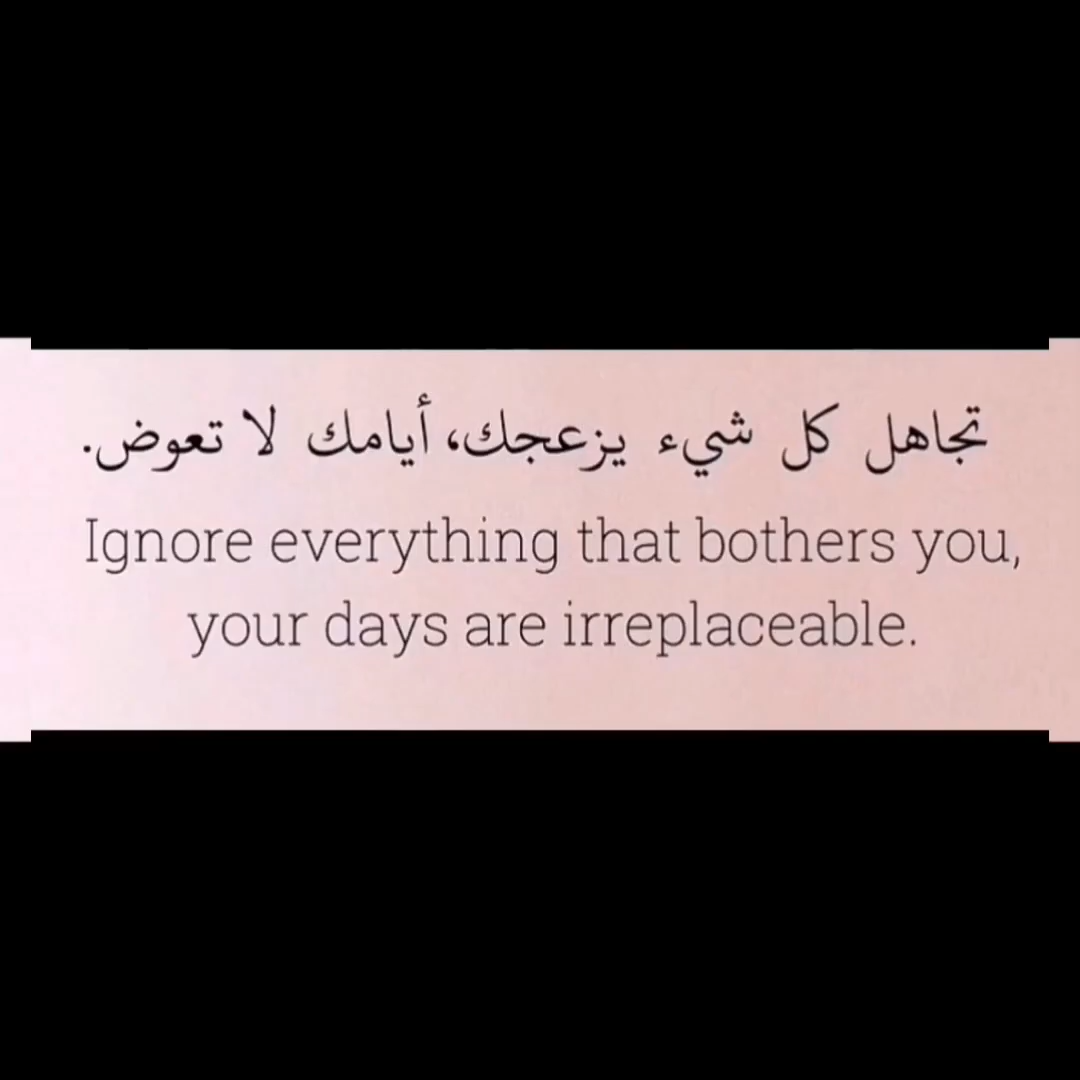 تجاهل كل شيء يزعجك، أيامك لا تعوض.
Ignore everything that bothers you,
your days are irreplaceable.